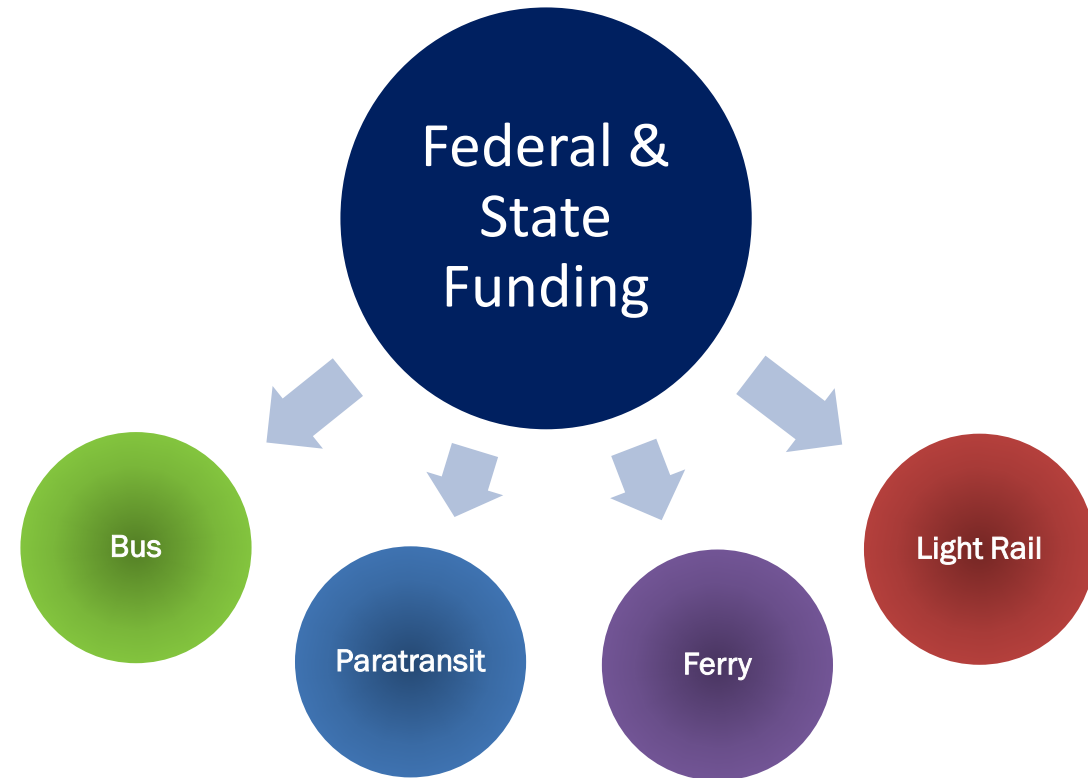 Federal &
State
Funding
Bus
Light Rail
Paratransit
Ferry